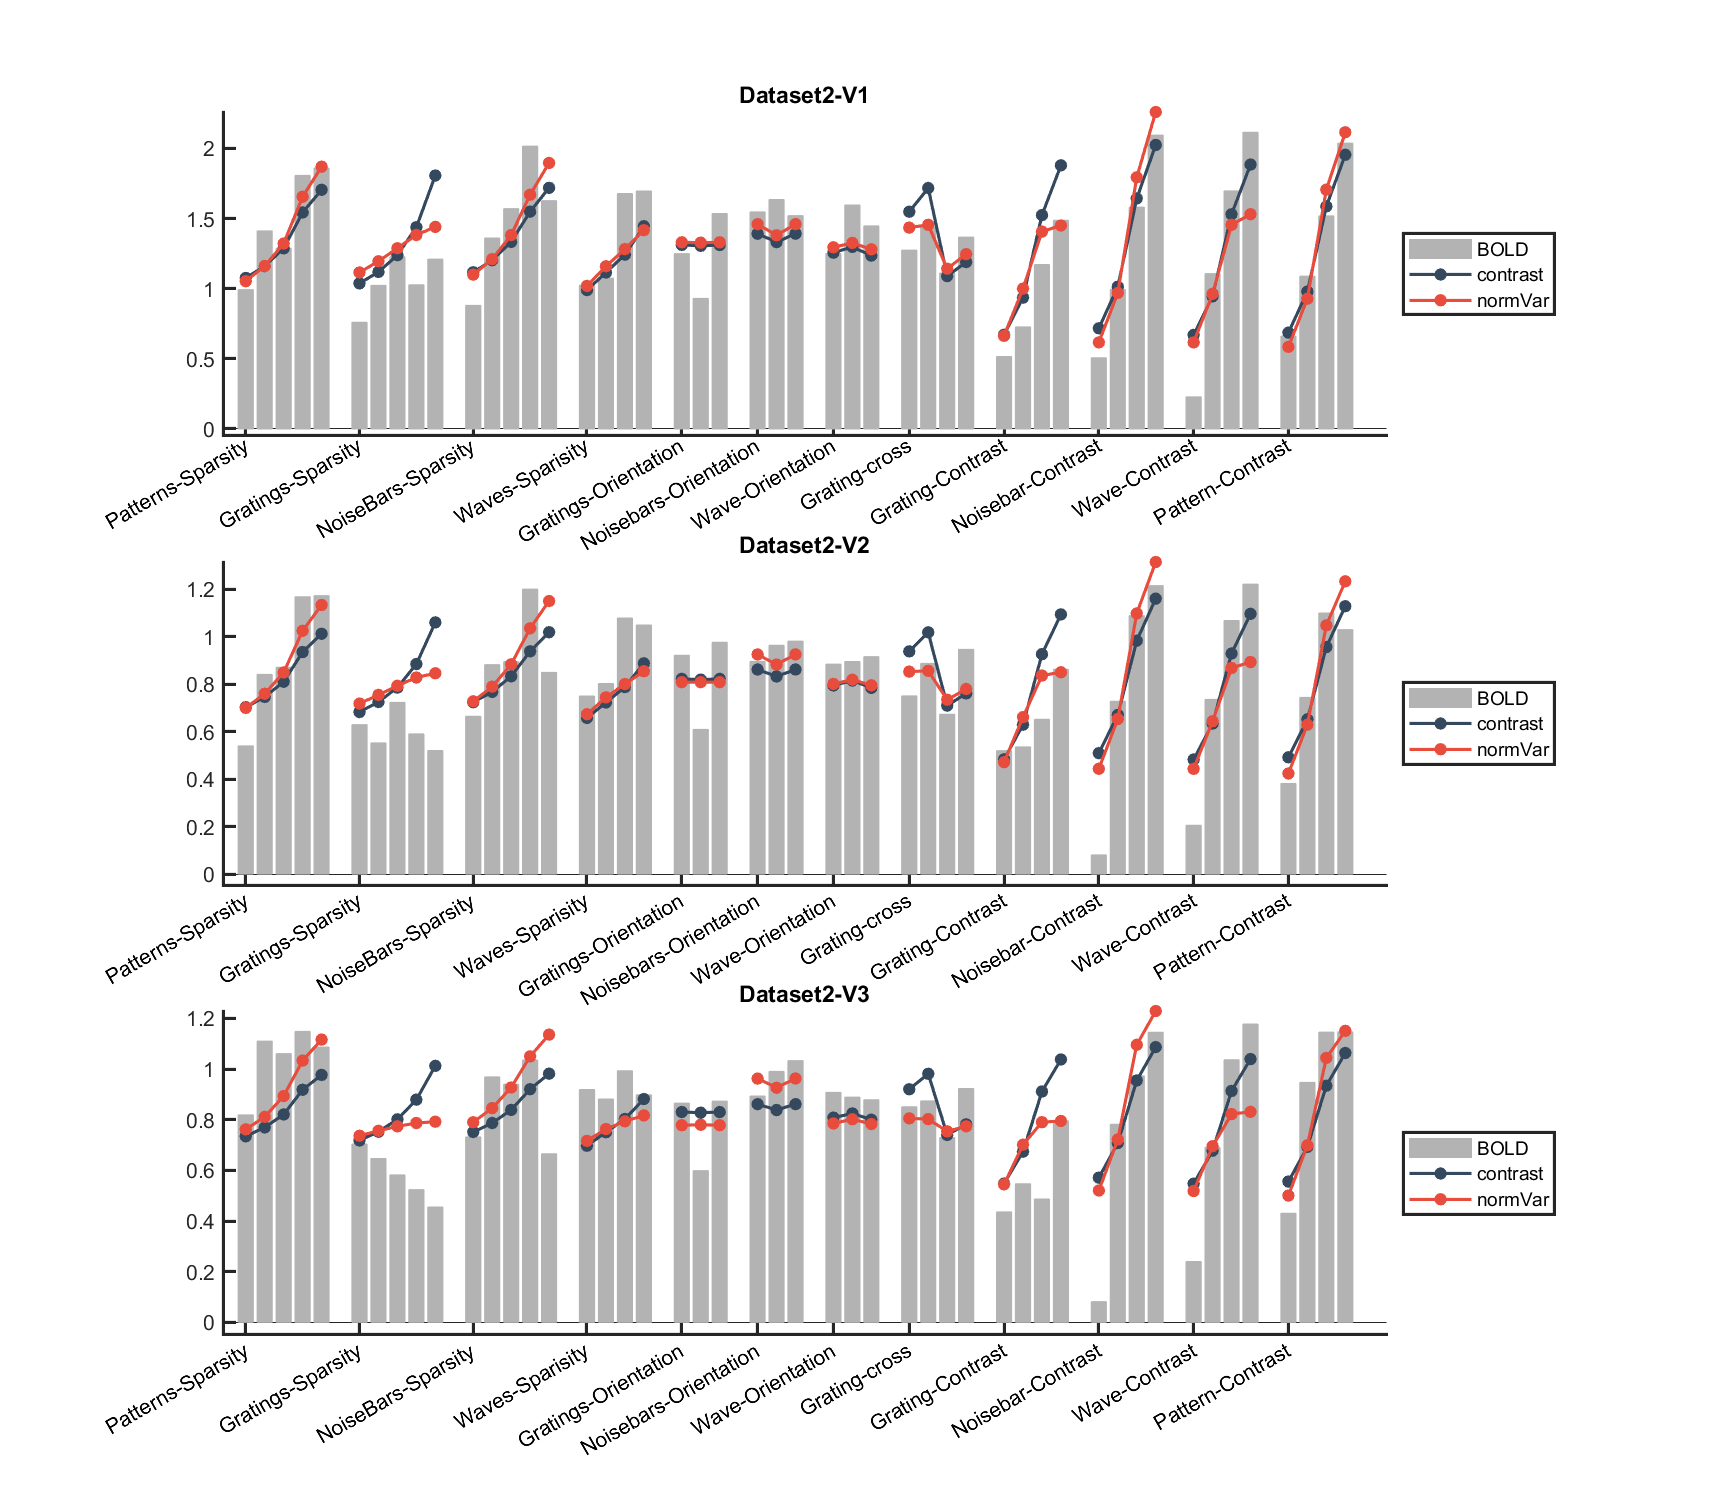 Dataset2-V1
2
1.5
1
0.5
0
Patterns-Sparsity
Gratings-Sparsity
NoiseBars-Sparsity
Waves-Sparisity
Gratings-Orientation
Noisebars-Orientation
Wave-Orientation
Grating-cross
Grating-Contrast
Noisebar-Contrast
Wave-Contrast
Pattern-Contrast
BOLD
contrast
normVar
Dataset2-V2
1.2
1
0.8
0.6
0.4
0.2
0
Patterns-Sparsity
Gratings-Sparsity
NoiseBars-Sparsity
Waves-Sparisity
Gratings-Orientation
Noisebars-Orientation
Wave-Orientation
Grating-cross
Grating-Contrast
Noisebar-Contrast
Wave-Contrast
Pattern-Contrast
BOLD
contrast
normVar
Dataset2-V3
1.2
1
0.8
0.6
0.4
0.2
0
Patterns-Sparsity
Gratings-Sparsity
NoiseBars-Sparsity
Waves-Sparisity
Gratings-Orientation
Noisebars-Orientation
Wave-Orientation
Grating-cross
Grating-Contrast
Noisebar-Contrast
Wave-Contrast
Pattern-Contrast
BOLD
contrast
normVar